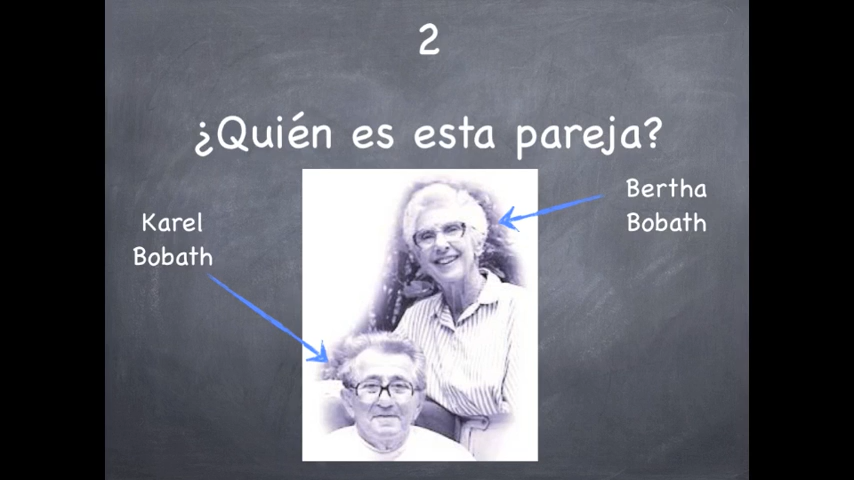 2
¿Quién es esta pareja?
Karel
Bobath
Bertha
Bobath